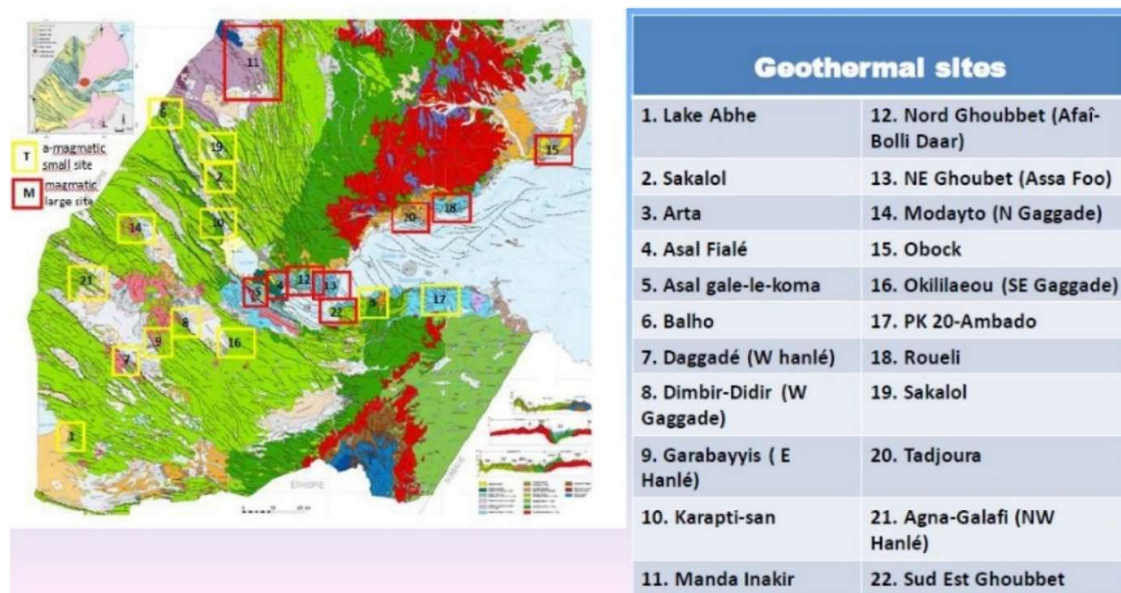 T a-magmatic
small site
M magmatic
large site
11
6
19
2
15
10
20
18
14
21
5
4
12
13
22
3
17
8
9
16
7
1
ÉTHIOPIE
Geothermal sites
1. Lake Abhe
12. Nord Ghoubbet (Afaî-
Bolli Daar)
2. Sakalol
13. NE Ghoubet (Assa Foo)
3. Arta
14. Modayto (N Gaggade)
4. Asal Fialé
15. Obock
5. Asal gale-le-koma
16. Okililaeou (SE Gaggade)
6. Balho
17. PK 20-Ambado
7. Daggadé (W hanlé)
18. Roueli
8. Dimbir-Didir (W
Gaggade)
19. Sakalol
9. Garabayyis ( E
Hanlé)
20. Tadjoura
10. Karapti-san
21. Agna-Galafi (NW
Hanlé)
11. Manda Inakir
22. Sud Est Ghoubbet